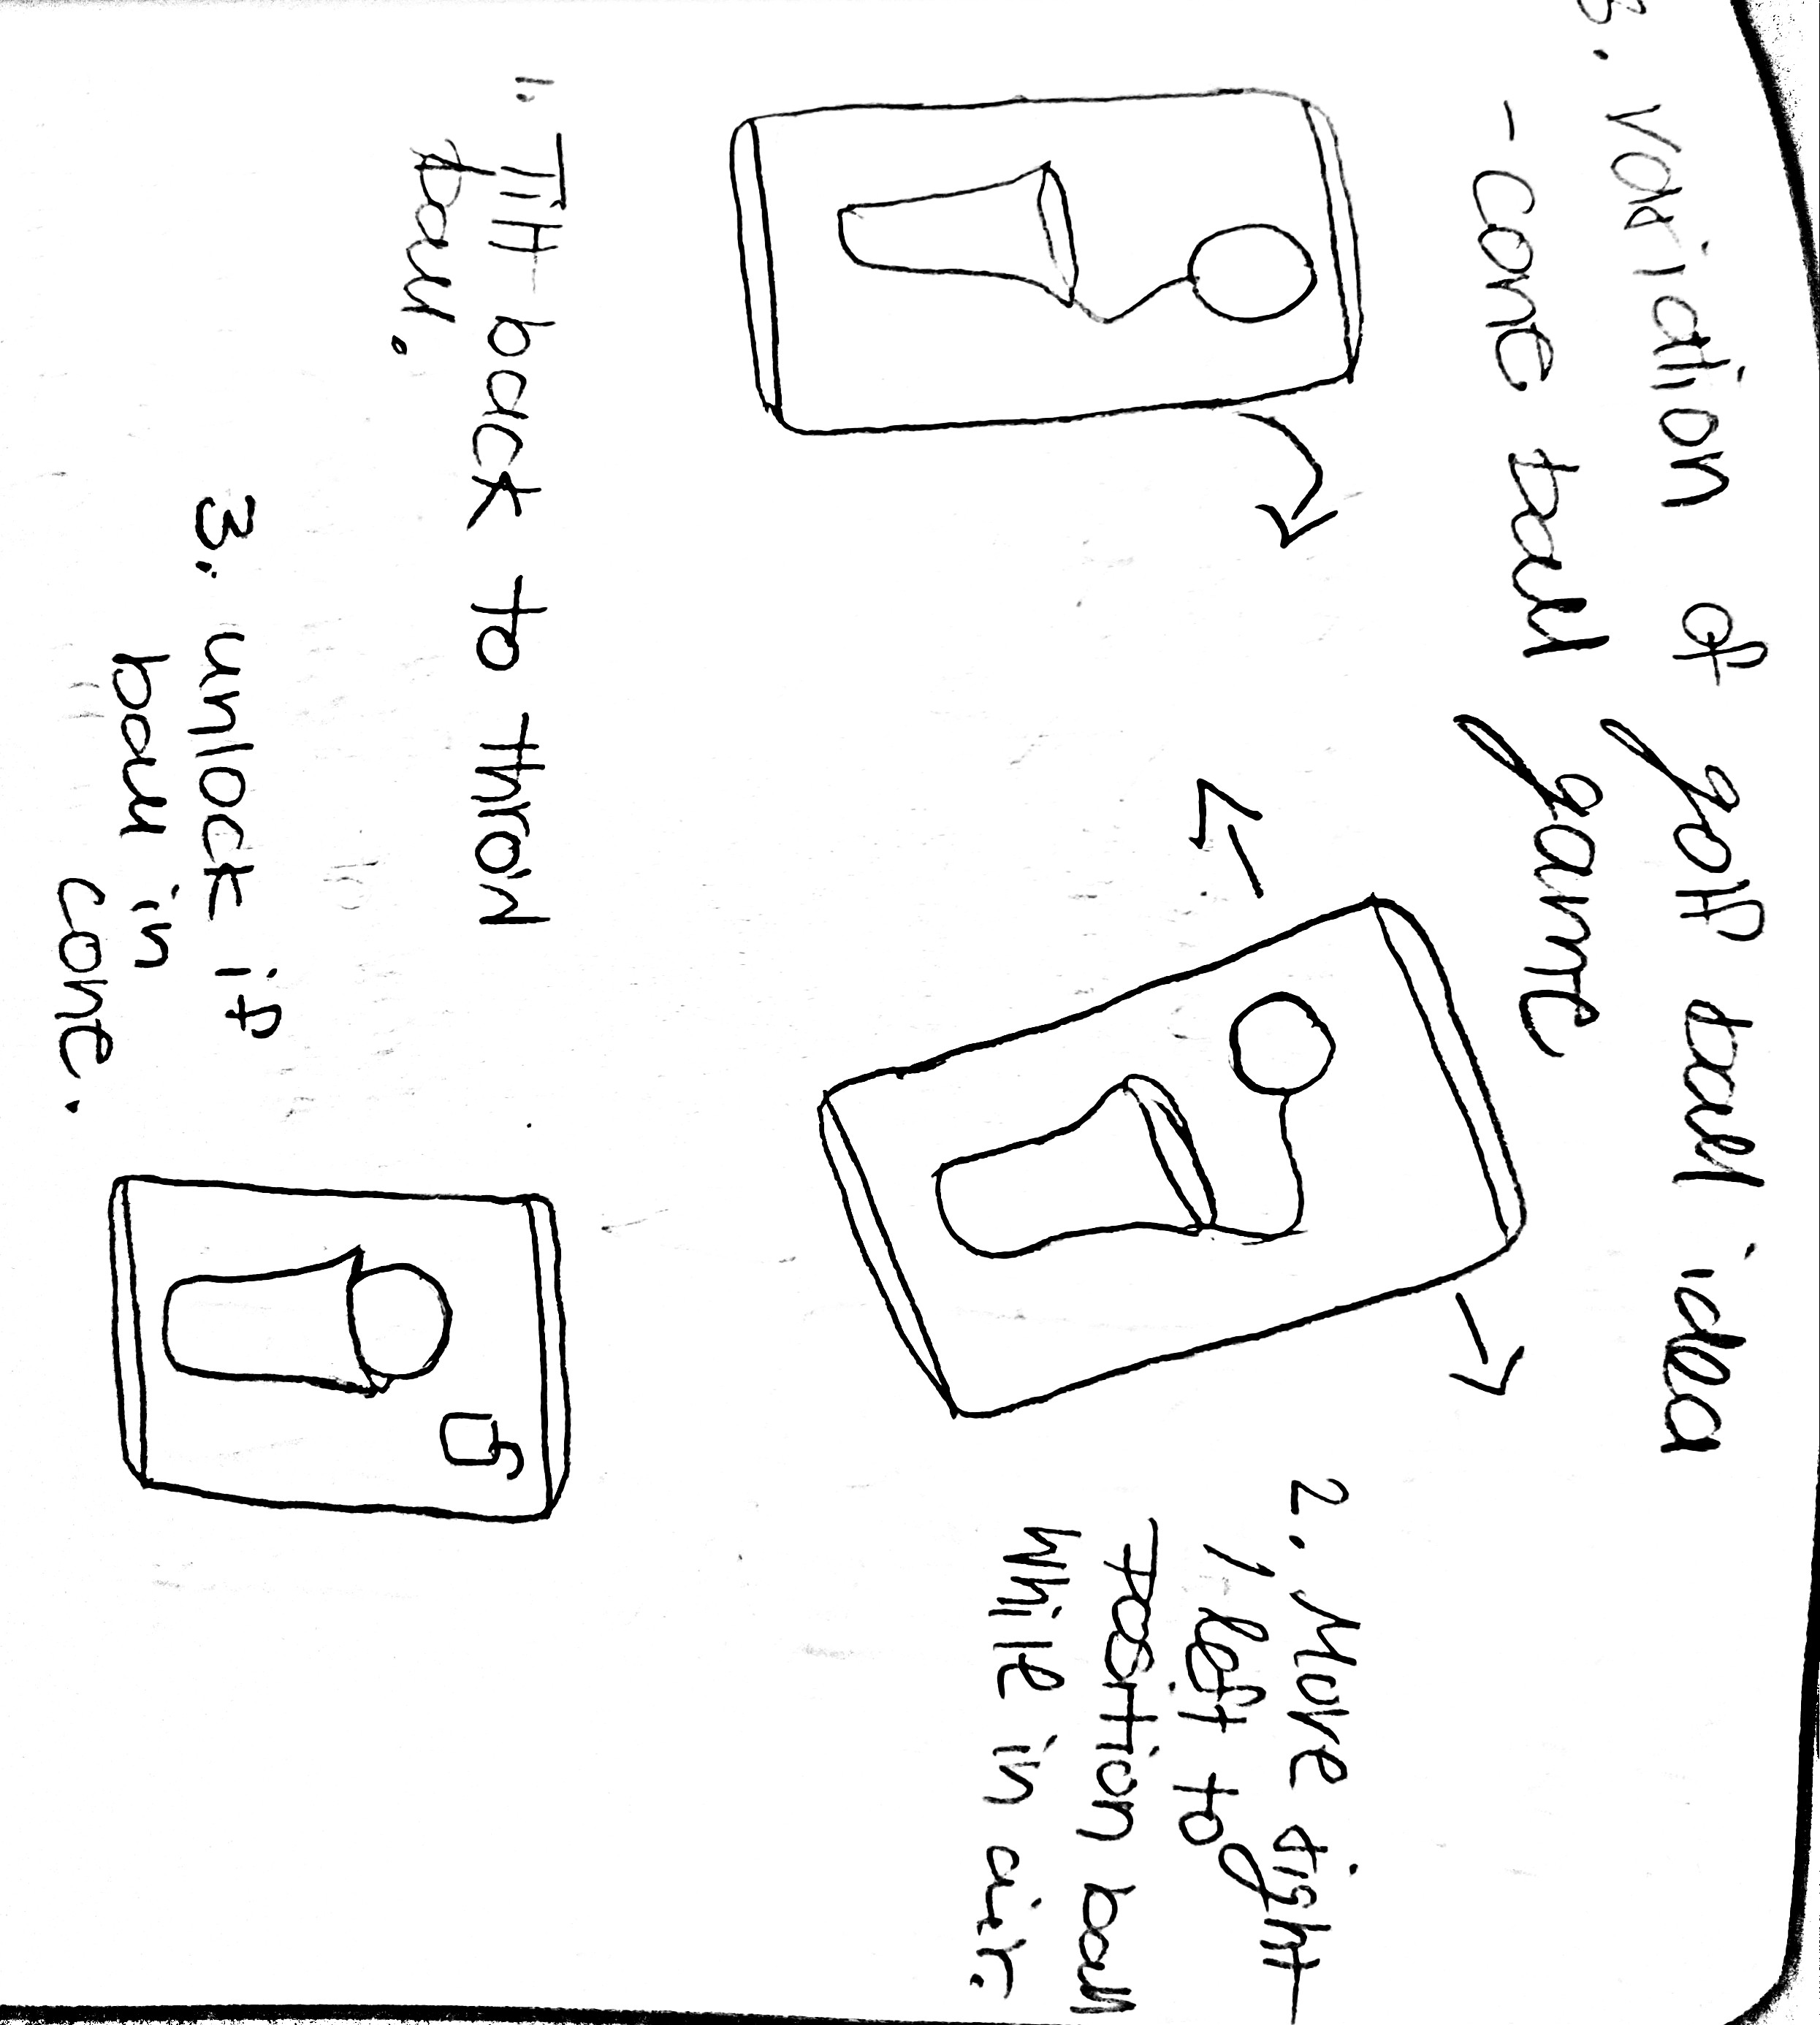 3. variation of golf ball idea
- cone ball game
2. Move right
/ left to
position ball
while in air.
1. Tilt back to throw
ball.
3. unlock if
ball in
cone.